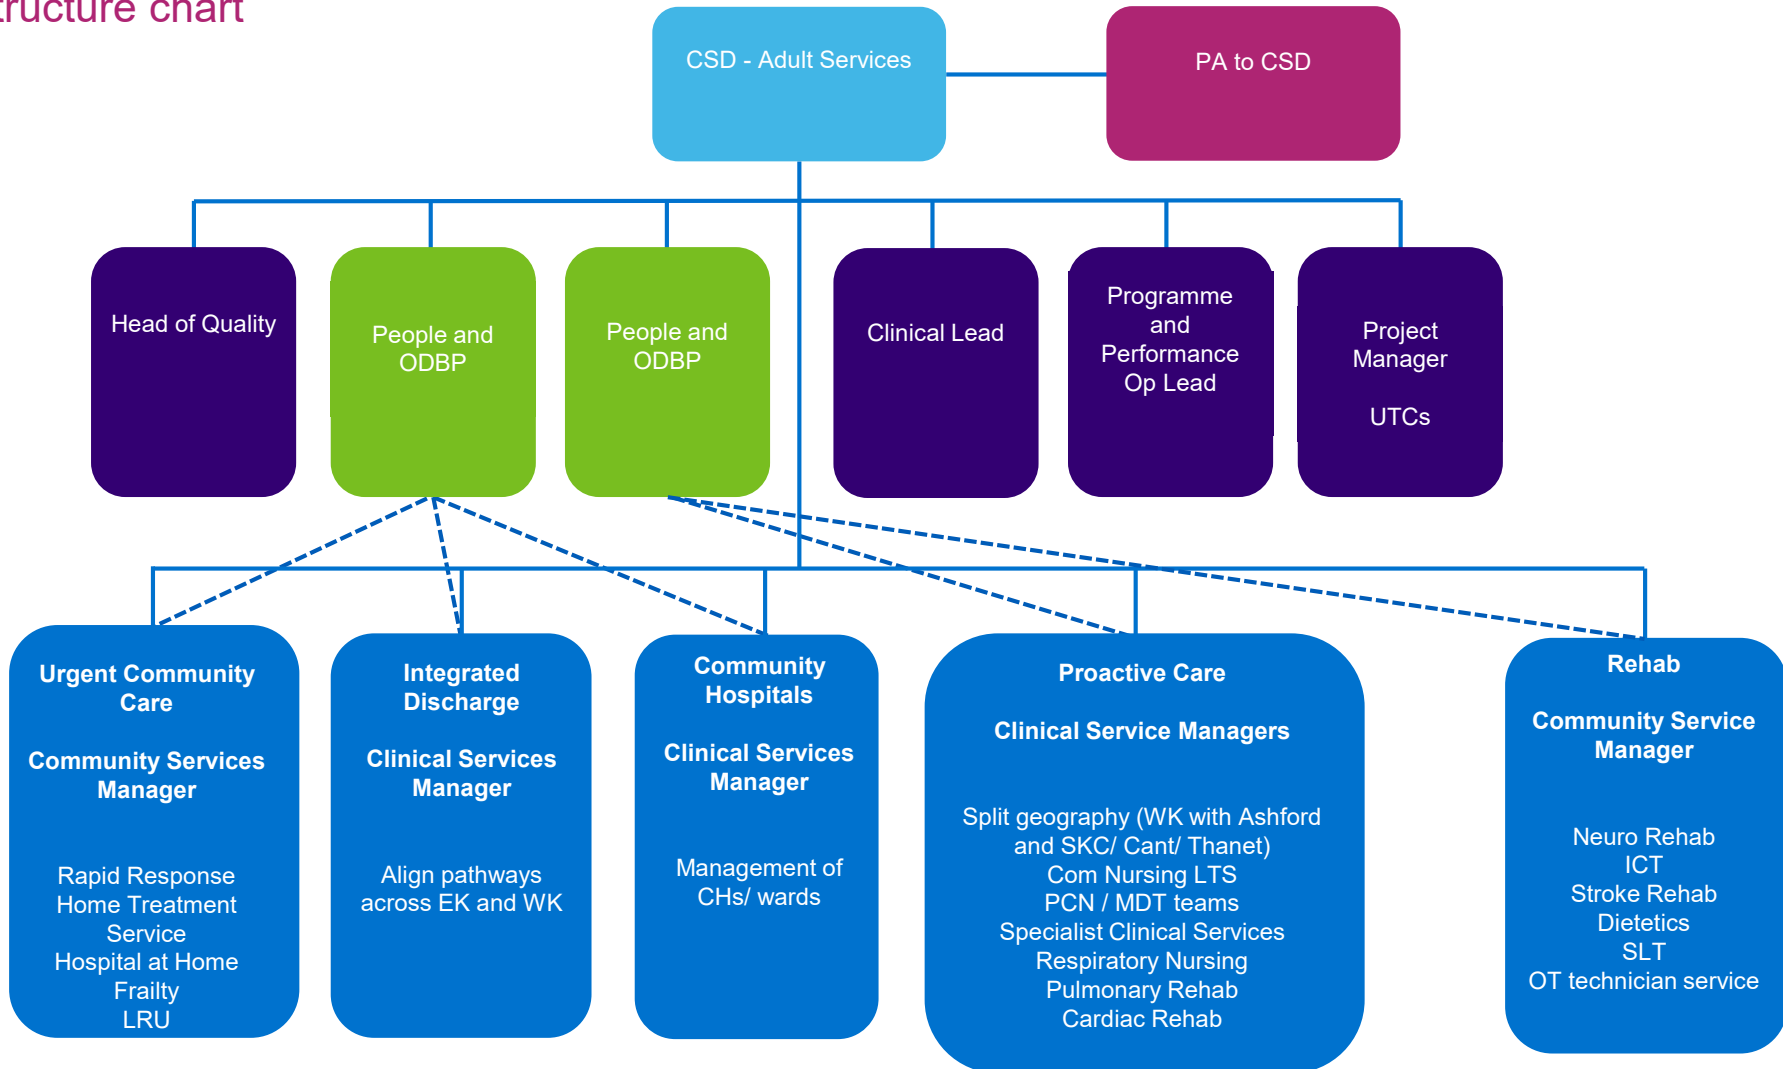 tructure chart
CSD - Adult Services
PA to CSD
Head of Quality
People and
ODBP
People and
ODBP
Clinical Lead
Programme
and
Performance
Op Lead
Project
Manager
UTCs
Urgent Community
Care
Community Services
Manager
Rapid Response
Home Treatment
Service
Hospital at Home
Frailty
LRU
Integrated
Discharge
Clinical Services
Manager
Align pathways
across EK and WK
Community
Hospitals
Clinical Services
Manager
Management of
CHs/ wards
Proactive Care
Clinical Service Managers
Split geography (WK with Ashford
and SKC/ Cant/ Thanet)
Com Nursing LTS
PCN / MDT teams
Specialist Clinical Services
Respiratory Nursing
Pulmonary Rehab
Cardiac Rehab
Rehab
Community Service
Manager
Neuro Rehab
ICT
Stroke Rehab
Dietetics
SLT
OT technician service